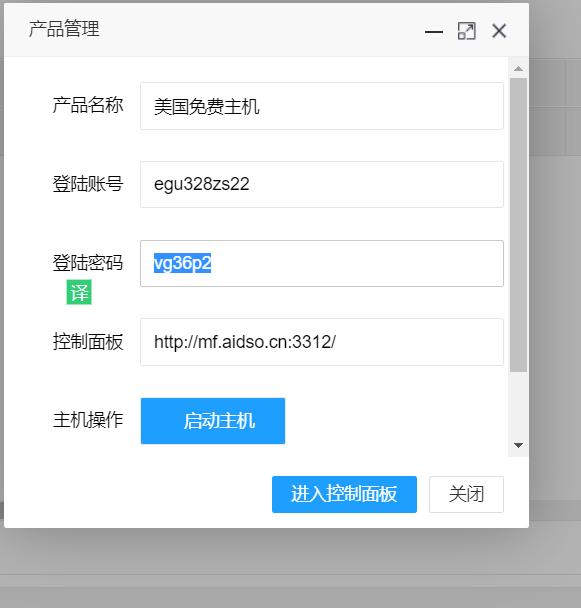 产品管理
产品名称 美国免费主机
登陆账号 egu328zs22
登陆密码 vg36p2
译
控制面板 http://mf.aidso.cn:3312/
主机操作 启动主机
进入控制面板 关闭